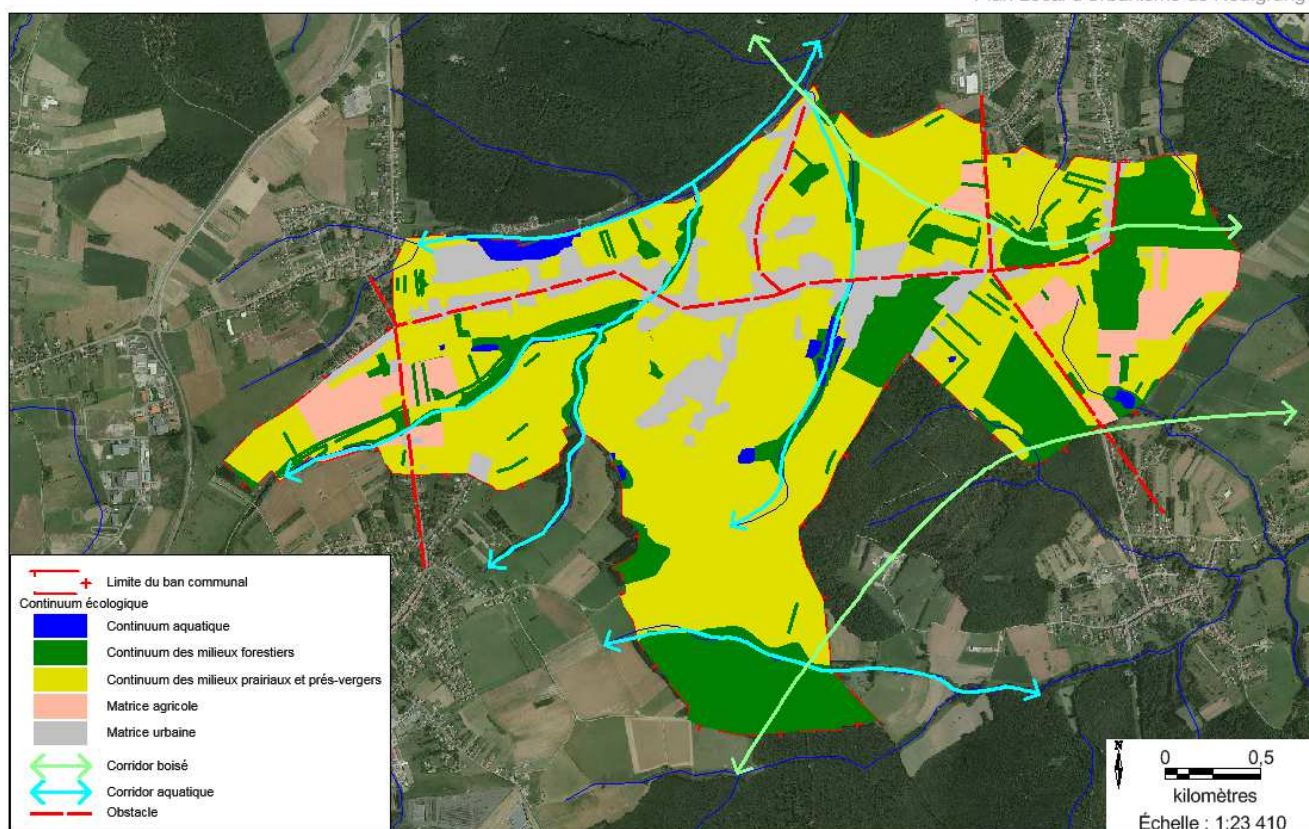 Limite du ban communal
Continuum écologique
Continuum aquatique
Continuum des milieux forestiers
Continuum des milieux prairiaux et prés-vergers
Matrice agricole
Matrice urbaine
Corridor boisé
Corridor aquatique
Obstacle
N
0 0,5
kilomètres
Échelle : 1:23 410